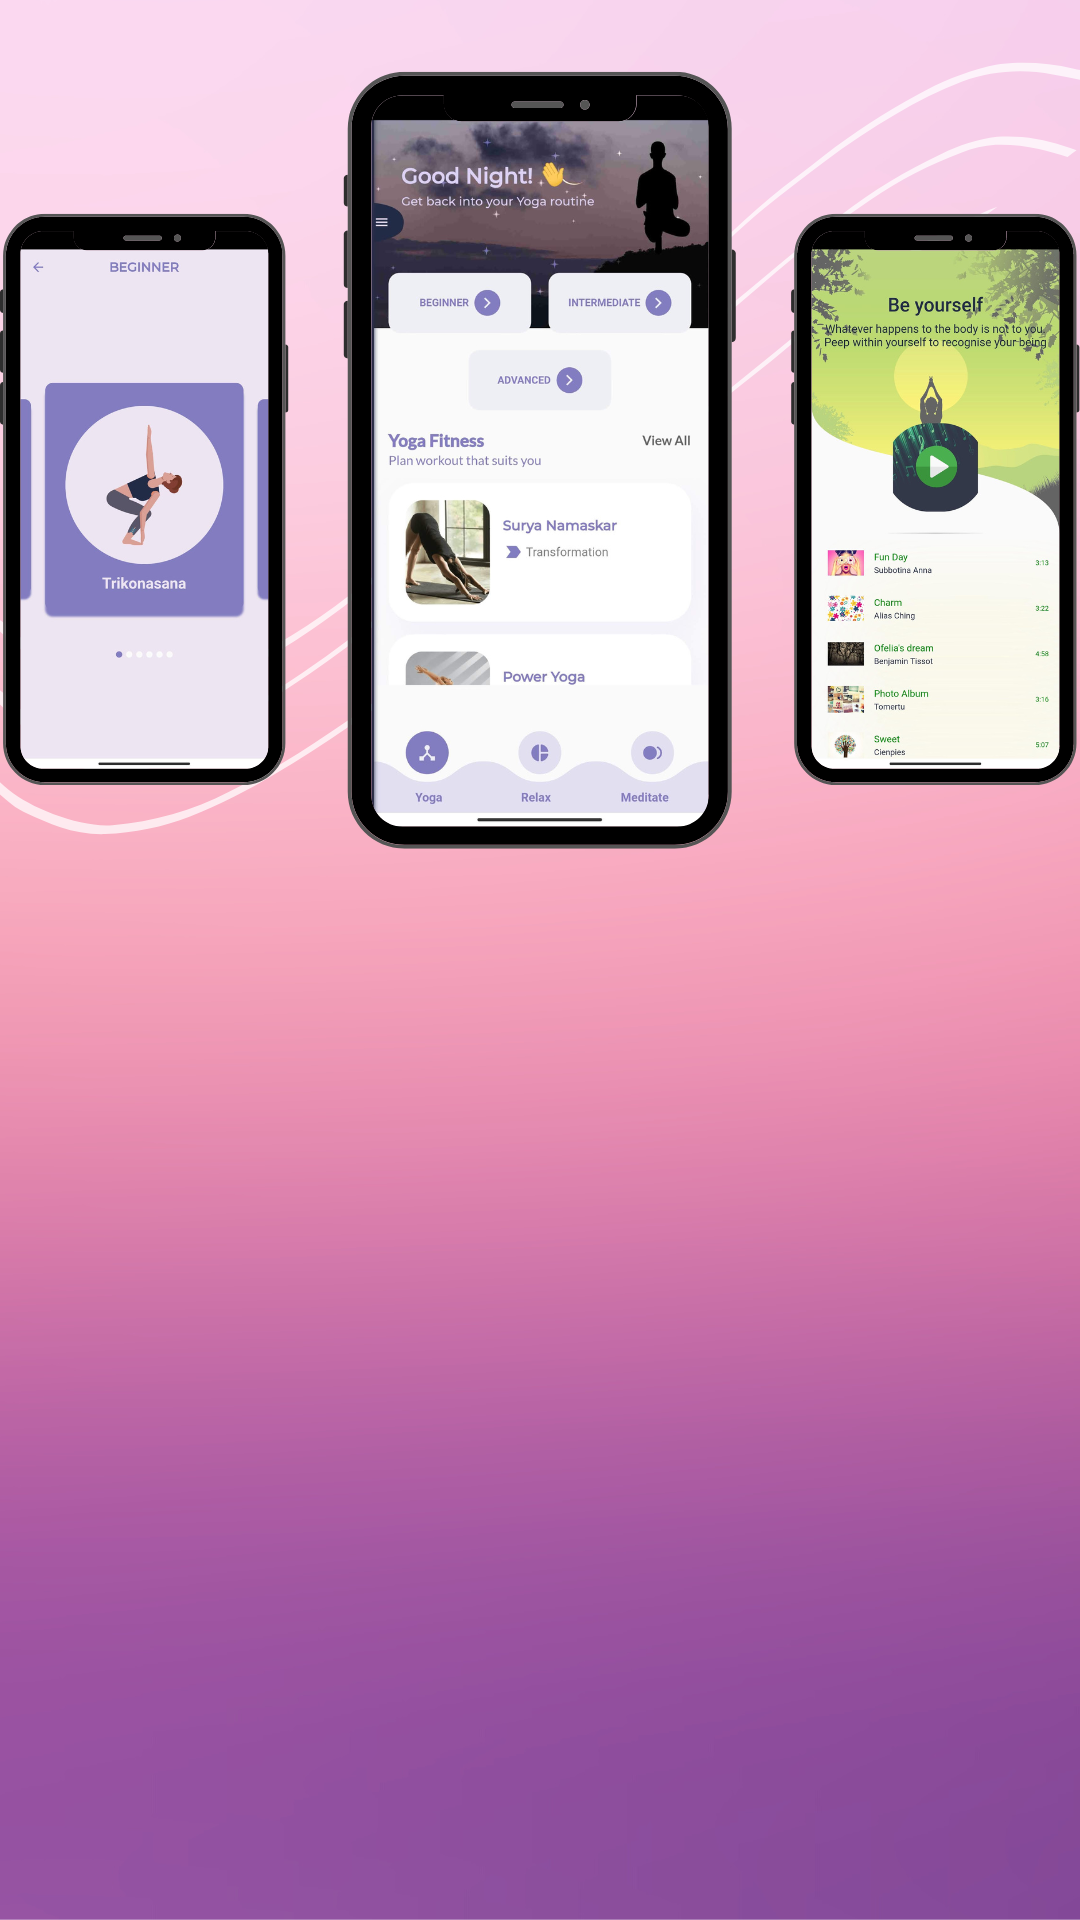 BEGINNER
Trikonasana
Good Night! 👋
Get back into your Yoga routine
BEGINNER
INTERMEDIATE
ADVANCED
Yoga Fitness
View All
Plan workout that suits you
Surya Namaskar
Transformation
Power Yoga
Yoga
Relax
Meditate
Be yourself
Whatever happens to the body is not to you.
Peep within yourself to recognise your being
Fun Day
Subbotina Anna
3:13
Charm
Alias Ching
3:22
Ofelia's dream
Benjamin Tissot
4:58
Photo Album
Tomertu
3:16
Sweet
Cienpies
5:07